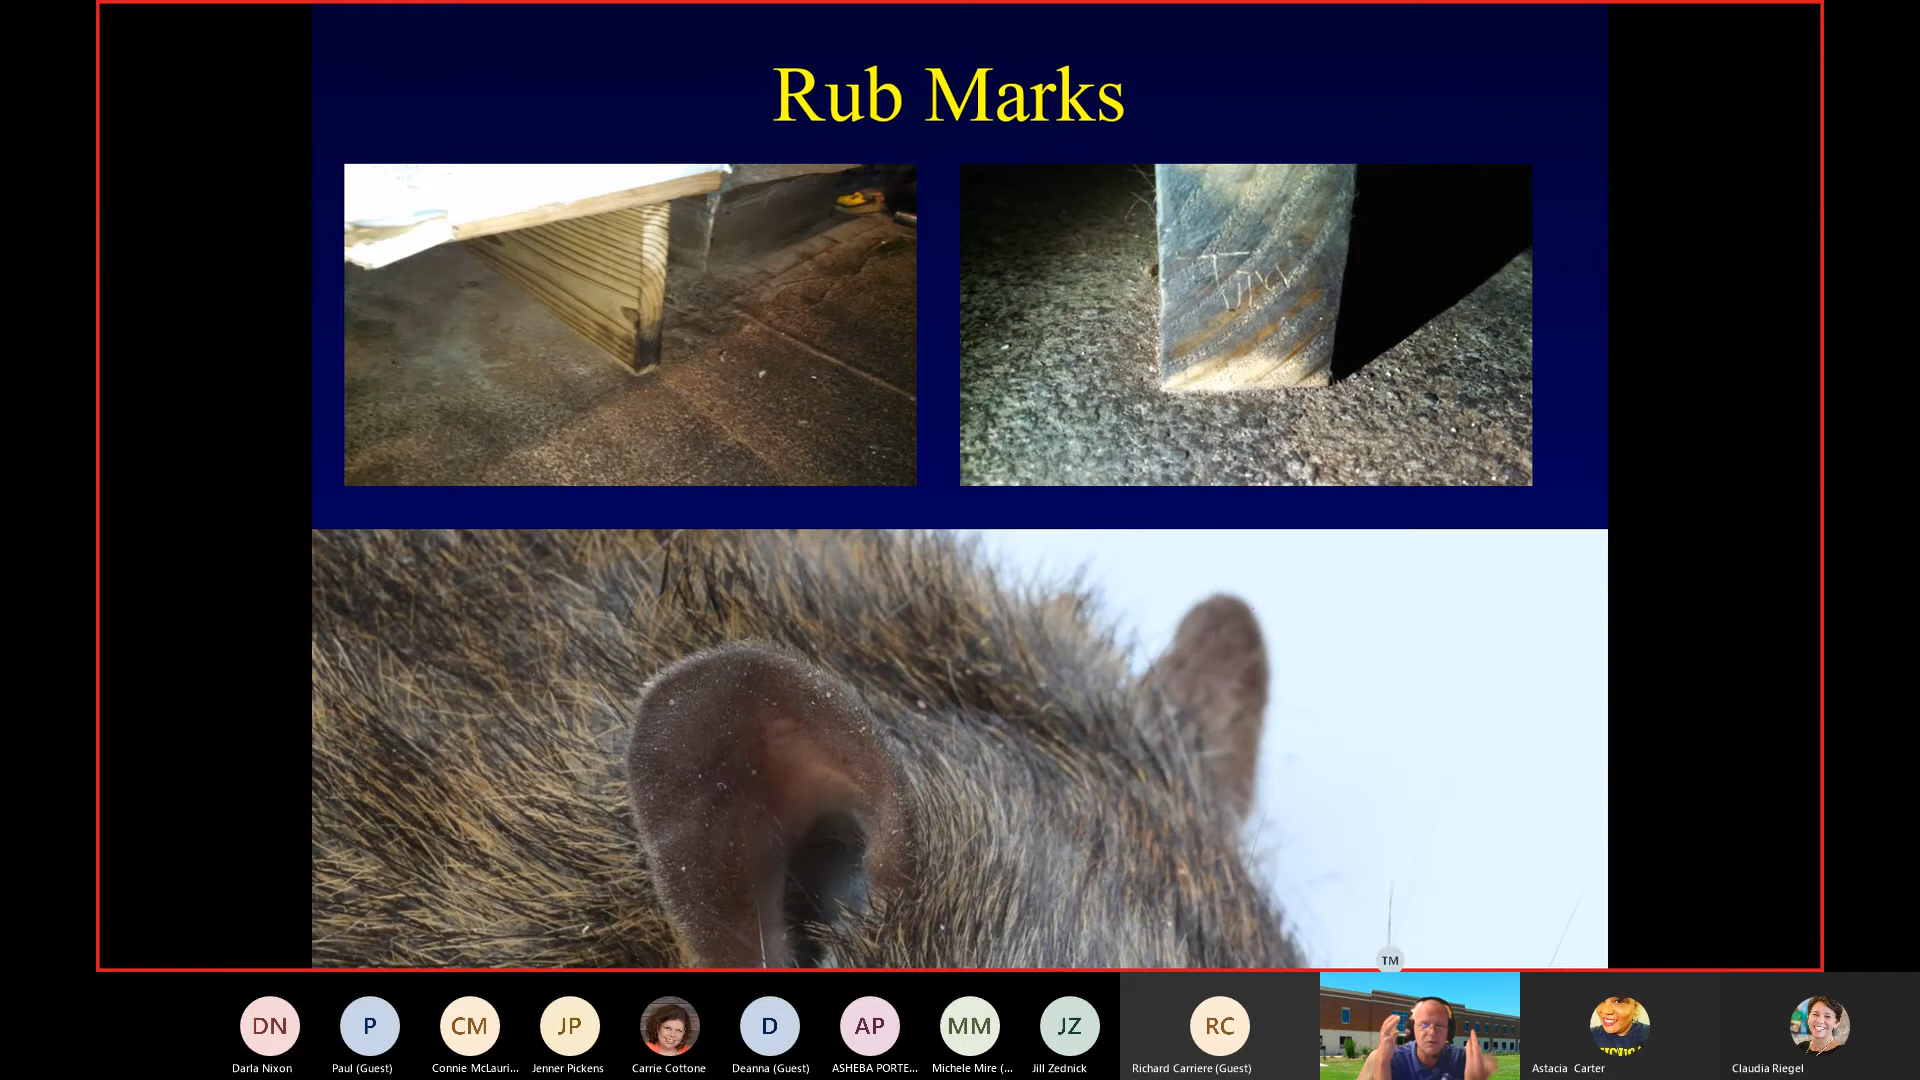 Rub Marks
TM
DN
P
CM
JP
D
AP
MM
JZ
RC
Darla Nixon
Paul (Guest)
Connie McLauri...
Jenner Pickens
Carrie Cottone
Deanna (Guest)
ASHEBA PORTE...
Michele Mire (...
Jill Zednick
Richard Carriere (Guest)
Astacia Carter
Claudia Riegel